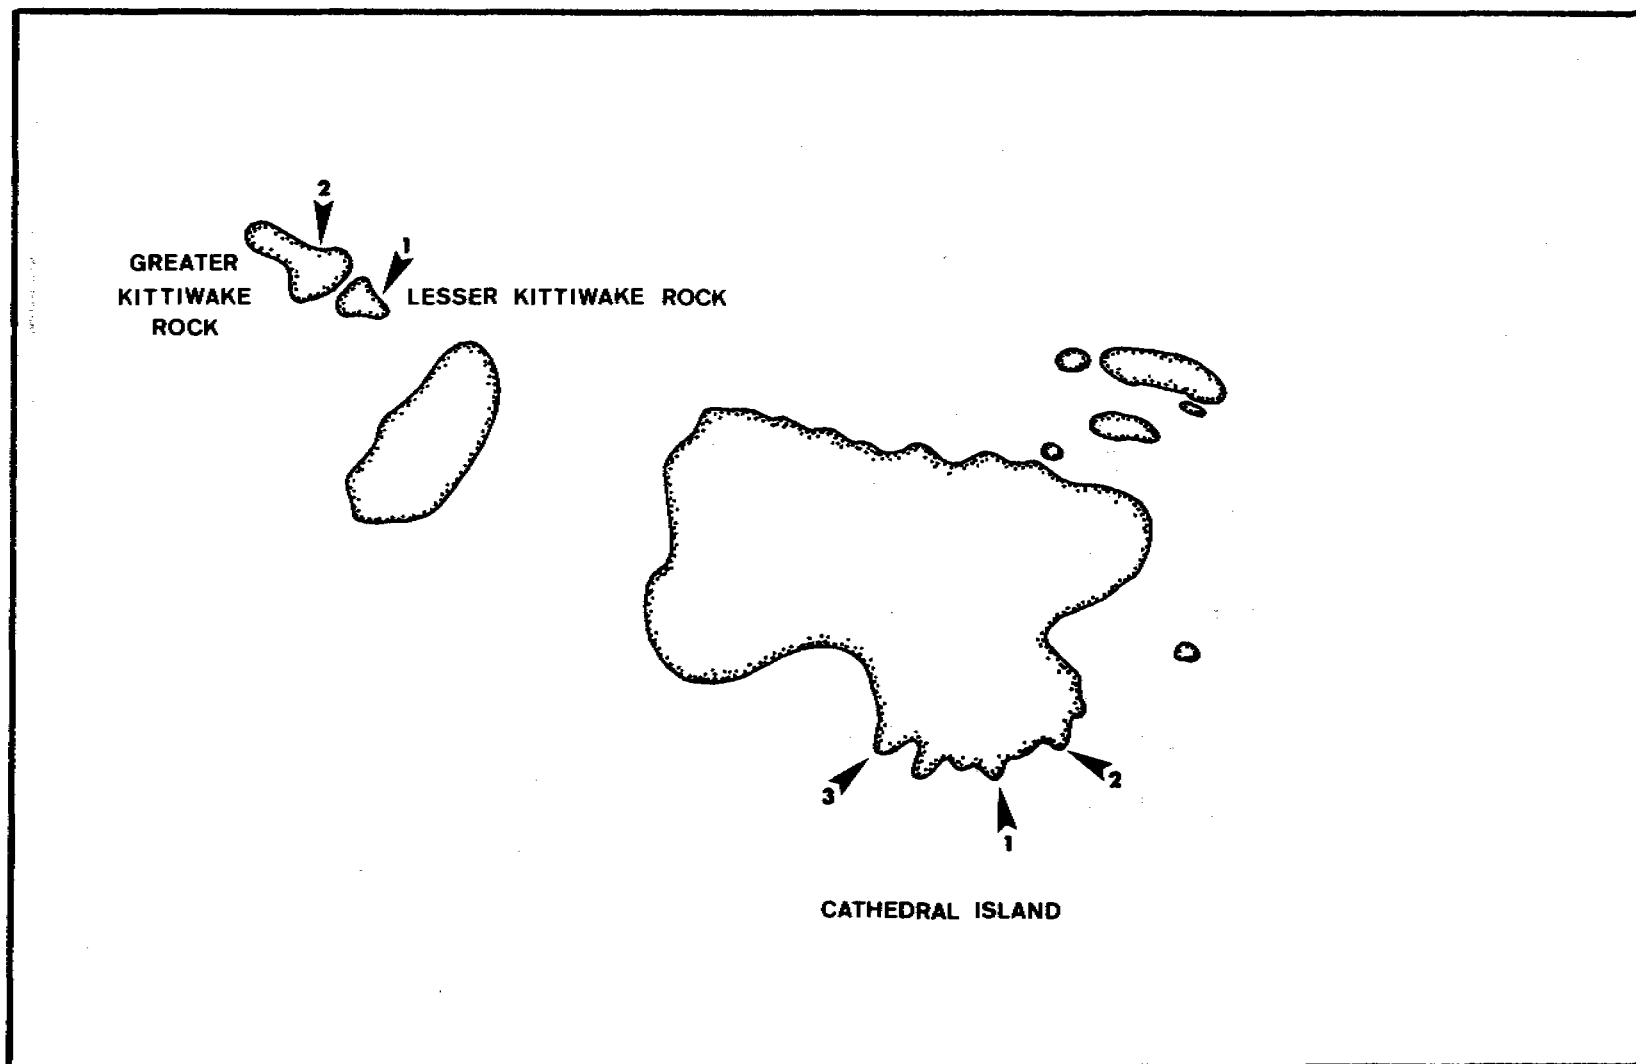 2
1
GREATER
KITTIWAKE
ROCK
LESSER KITTIWAKE ROCK
3
2
1
CATHEDRAL ISLAND